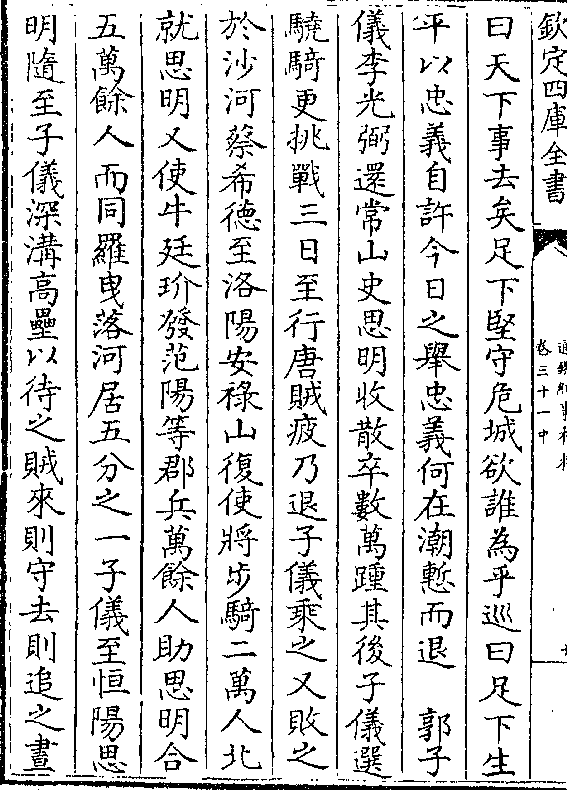 欽定四庫全書
通鑑紀事本末
卷三十一中
曰天下事去矣足下堅守危城欲誰為乎巡曰足下生
平以忠義自許今日之舉忠義何在潮慙而退　郭子
儀李光弼還常山史思明收散卒數萬踵其後子儀選
驍騎更挑戰三日至行唐賊疲乃退子儀乘之又敗之
於沙河蔡希德至洛陽安祿山復使將步騎二萬人北
就思明又使牛廷玠發范陽等郡兵萬餘人助思明合
五萬餘人而同羅曳落河居五分之一子儀至恒陽思
明隨至子儀深溝高壘以待之賊來則守去則追之晝